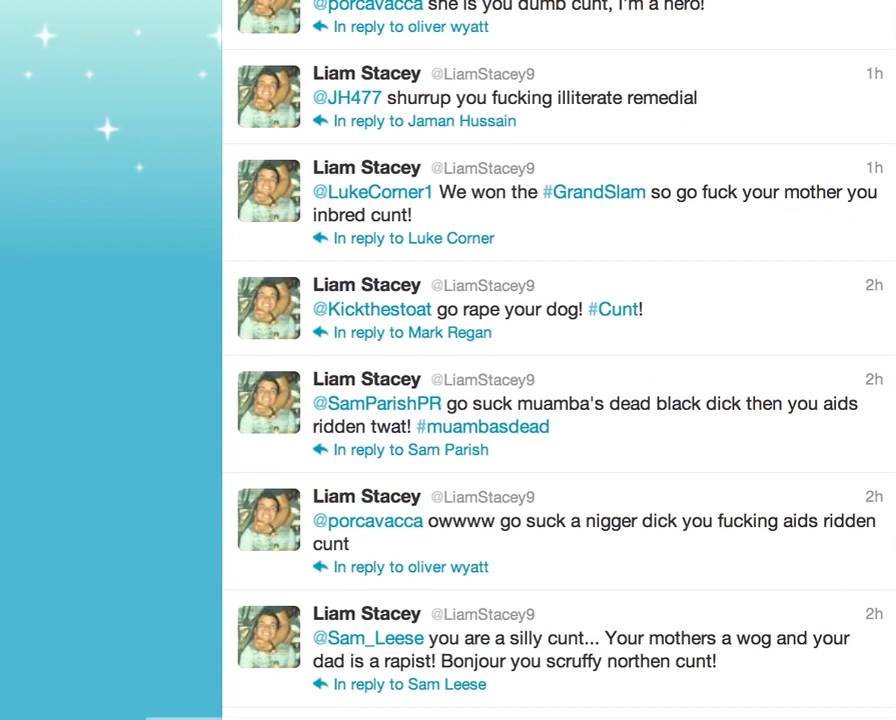 @porcavacca she is you dumb cunt, I'm a hero!
In reply to oliver wyatt
Liam Stacey @LiamStacey9 1h
@JH477 shurrup you fucking illiterate remedial
In reply to Jaman Hussain
Liam Stacey @LiamStacey9 1h
@LukeCorner1 We won the #GrandSlam so go fuck your mother you
inbred cunt!
In reply to Luke Corner
Liam Stacey @LiamStacey9 2h
@Kickthestoat go rape your dog! #Cunt!
In reply to Mark Regan
Liam Stacey @LiamStacey9 2h
@SamParishPR go suck muamba's dead black dick then you aids
ridden twat! #muambasdead
In reply to Sam Parish
Liam Stacey @LiamStacey9 2h
@porcavacca owwww go suck a nigger dick you fucking aids ridden
cunt
In reply to oliver wyatt
Liam Stacey @LiamStacey9 2h
@Sam_Leese you are a silly cunt... Your mothers a wog and your
dad is a rapist! Bonjour you scruffy northen cunt!
In reply to Sam Leese